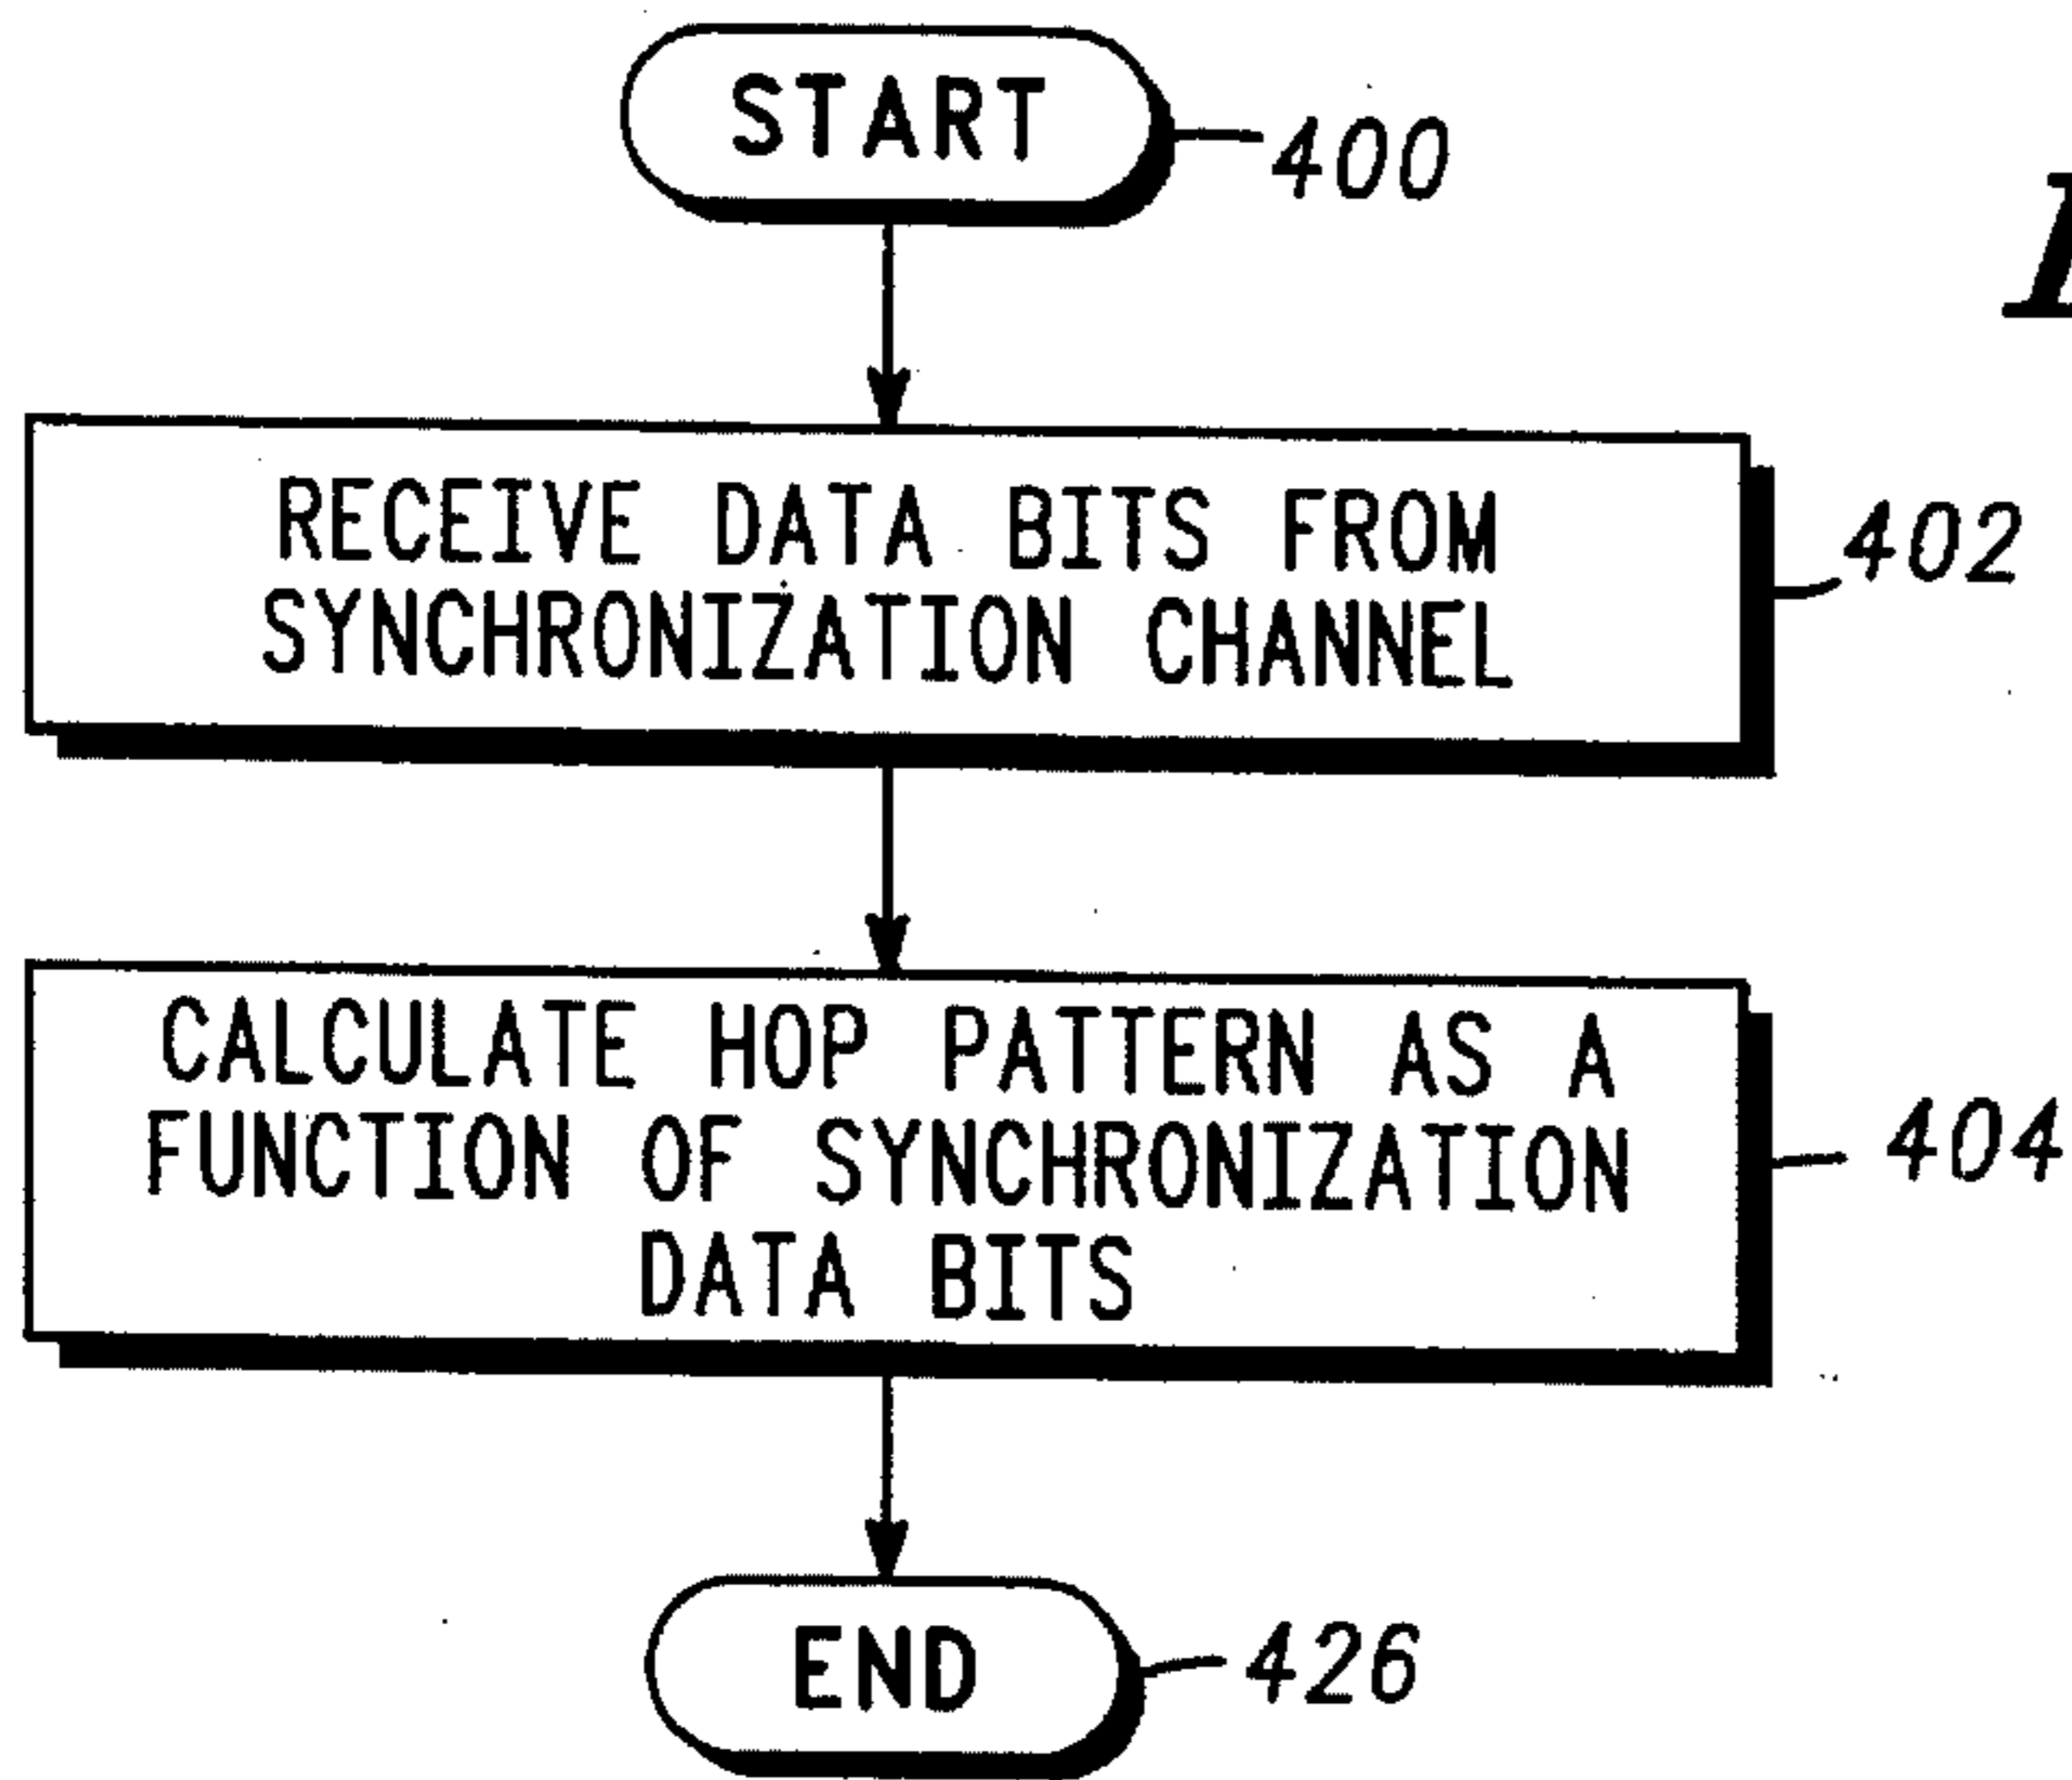 START
400
RECEIVE DATA BITS FROM
SYNCHRONIZATION CHANNEL
402
CALCULATE HOP PATTERN AS A
FUNCTION OF SYNCHRONIZATION
DATA BITS
404
END
426